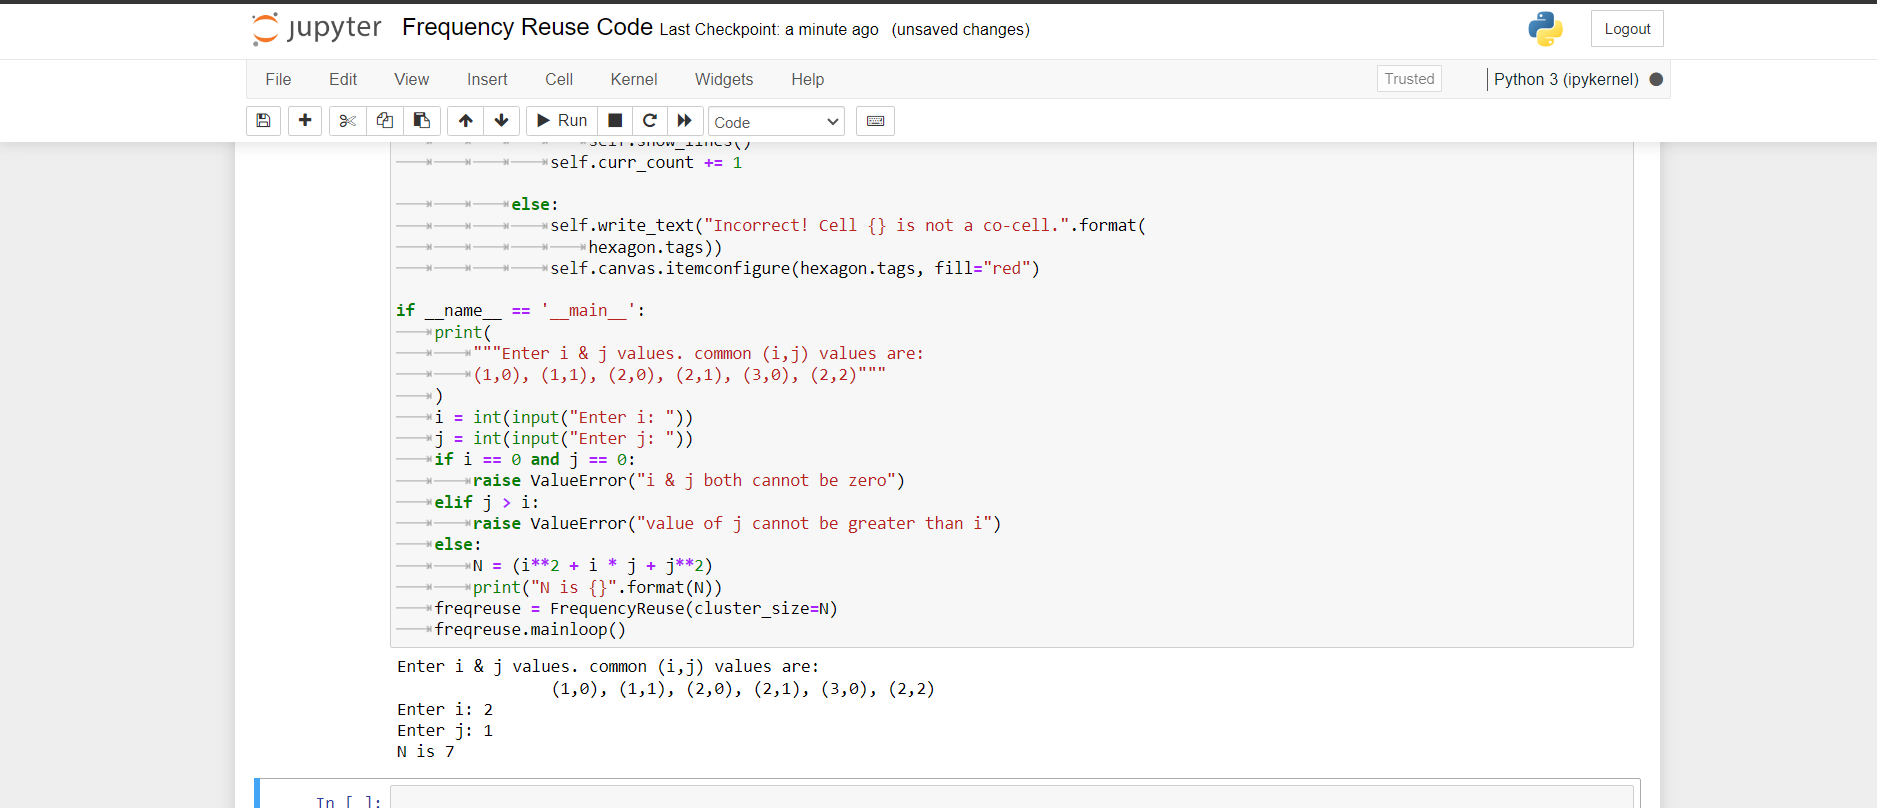 jupyter Frequency Reuse Code Last Checkpoint: a minute ago (unsaved changes) Logout
File Edit View Insert Cell Kernel Widgets Help Trusted Python 3 (ipykernel)
Run Code
self.show_lines()
self.curr_count += 1
else:
self.write_text("Incorrect! Cell {} is not a co-cell.".format(
hexagon.tags))
self.canvas.itemconfigure(hexagon.tags, fill="red")
if __name__ == '__main__':
print(
"""Enter i & j values. common (i,j) values are:
(1,0), (1,1), (2,0), (2,1), (3,0), (2,2)"""
)
i = int(input("Enter i: "))
j = int(input("Enter j: "))
if i == 0 and j == 0:
raise ValueError("i & j both cannot be zero")
elif j > i:
raise ValueError("value of j cannot be greater than i")
else:
N = (i**2 + i * j + j**2)
print("N is {}".format(N))
freqreuse = FrequencyReuse(cluster_size=N)
freqreuse.mainloop()
Enter i & j values. common (i,j) values are:
(1,0), (1,1), (2,0), (2,1), (3,0), (2,2)
Enter i: 2
Enter j: 1
N is 7
In [ ]: